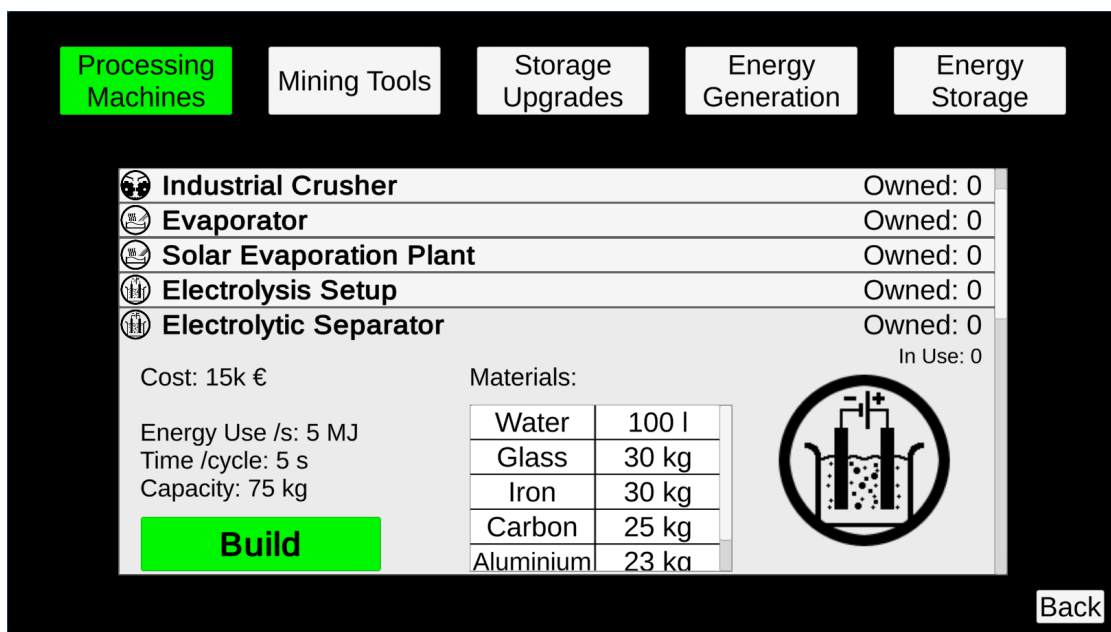 Processing
Machines
Mining Tools
Storage
Upgrades
Energy
Generation
Energy
Storage
Industrial Crusher Owned: 0
Evaporator Owned: 0
Solar Evaporation Plant Owned: 0
Electrolysis Setup Owned: 0
Electrolytic Separator Owned: 0
In Use: 0
Cost: 15k €
Energy Use /s: 5 MJ
Time /cycle: 5 s
Capacity: 75 kg
Build
Materials:
Water 100 l
Glass 30 kg
Iron 30 kg
Carbon 25 kg
Aluminium 23 kg
- +
Back